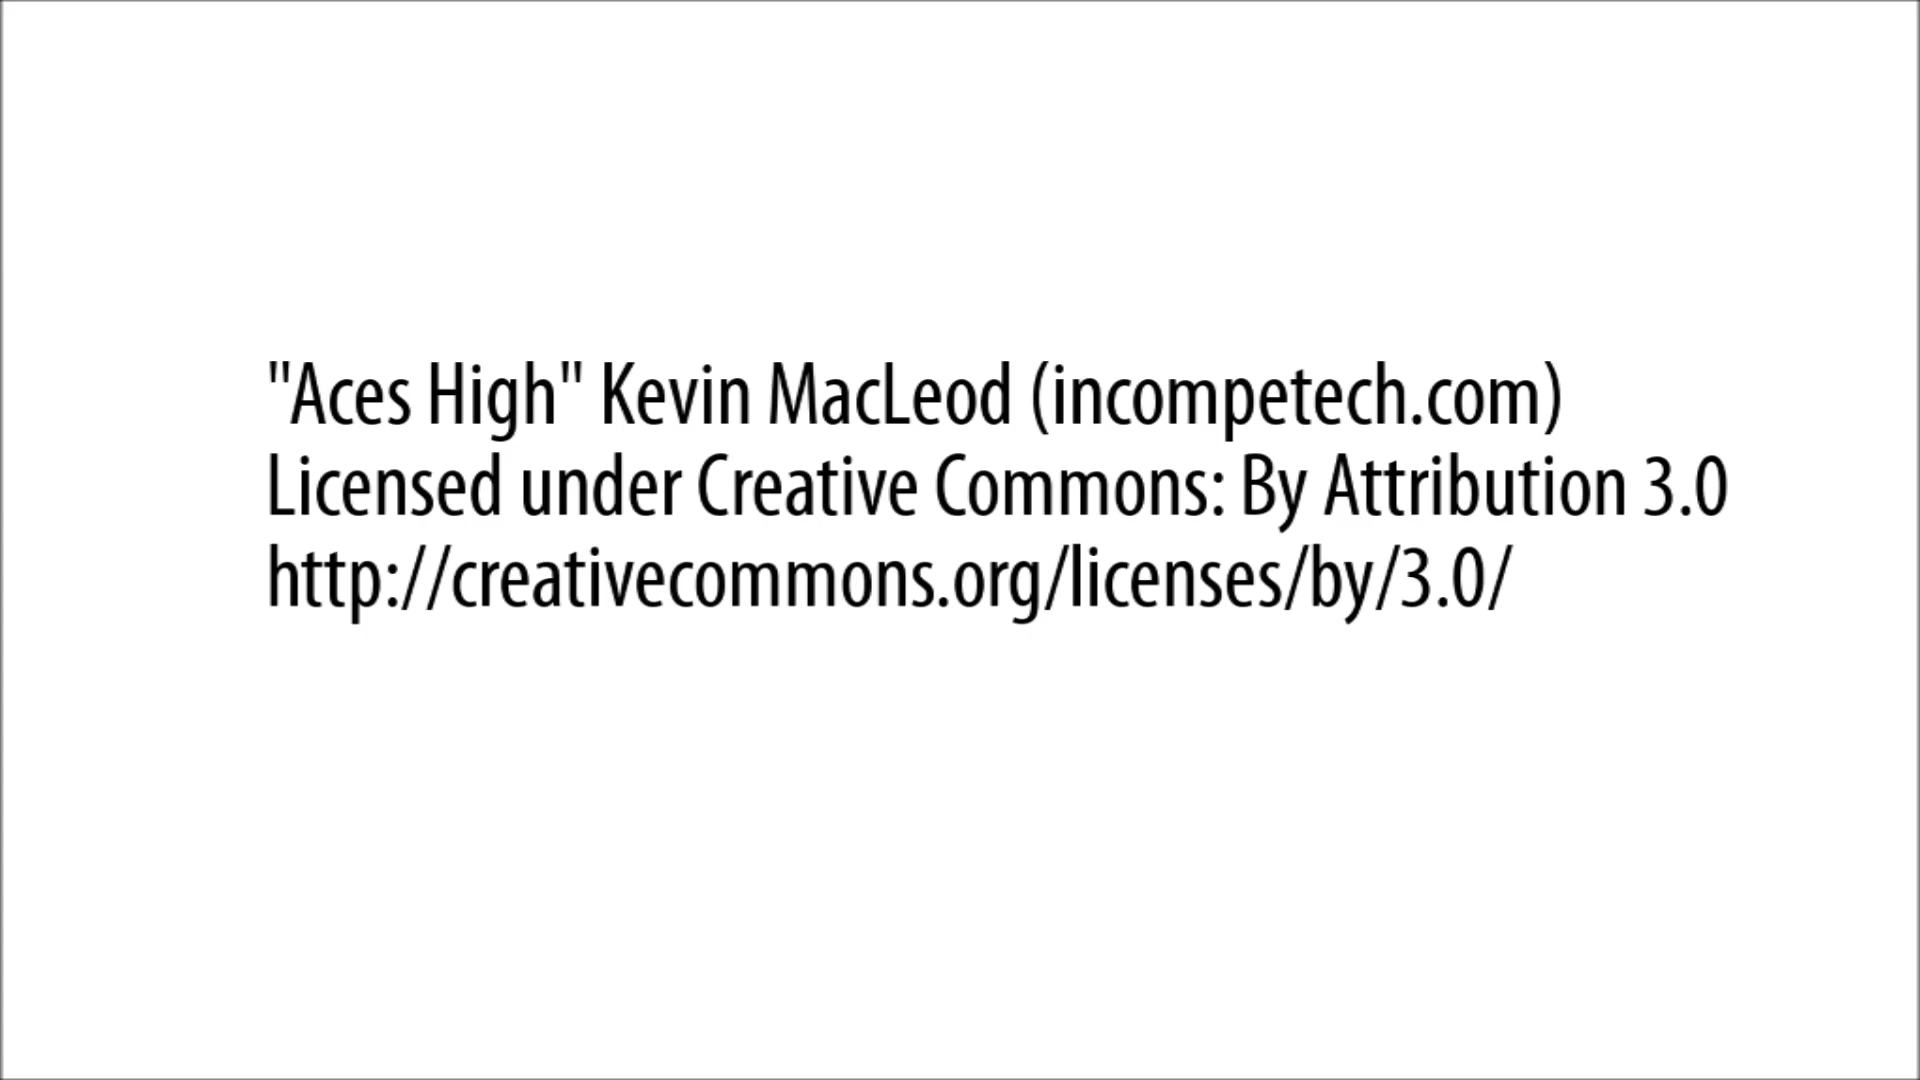 "Aces High" Kevin MacLeod (incompetech.com)
Licensed under Creative Commons: By Attribution 3.0
http://creativecommons.org/licenses/by/3.0/